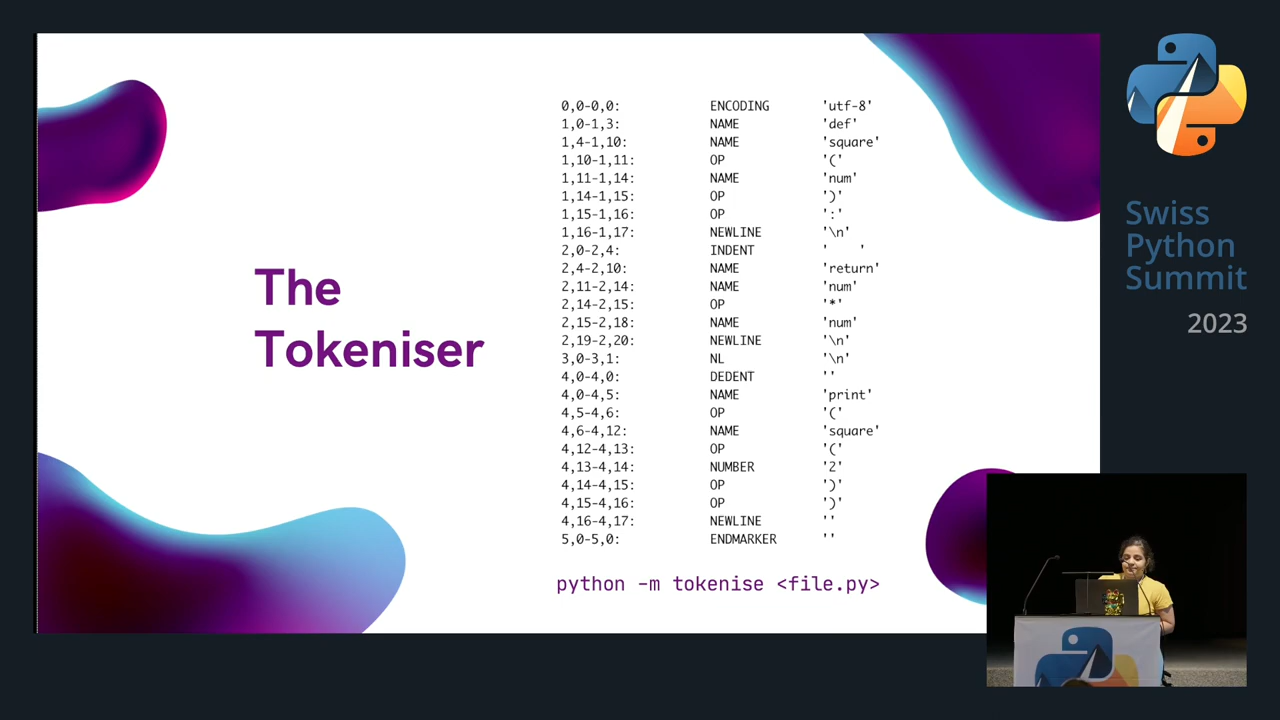 The
Tokeniser
0,0-0,0: ENCODING 'utf-8'
1,0-1,3: NAME 'def'
1,4-1,10: NAME 'square'
1,10-1,11: OP '('
1,11-1,14: NAME 'num'
1,14-1,15: OP ')'
1,15-1,16: OP ':'
1,16-1,17: NEWLINE '\n'
2,0-2,4: INDENT '    '
2,4-2,10: NAME 'return'
2,11-2,14: NAME 'num'
2,14-2,15: OP '*'
2,15-2,18: NAME 'num'
2,19-2,20: NEWLINE '\n'
3,0-3,1: NL '\n'
4,0-4,0: DEDENT ''
4,0-4,5: NAME 'print'
4,5-4,6: OP '('
4,6-4,12: NAME 'square'
4,12-4,13: OP '('
4,13-4,14: NUMBER '2'
4,14-4,15: OP ')'
4,15-4,16: OP ')'
4,16-4,17: NEWLINE ''
5,0-5,0: ENDMARKER ''
python -m tokenise <file.py>
Swiss
Python
Summit
2023